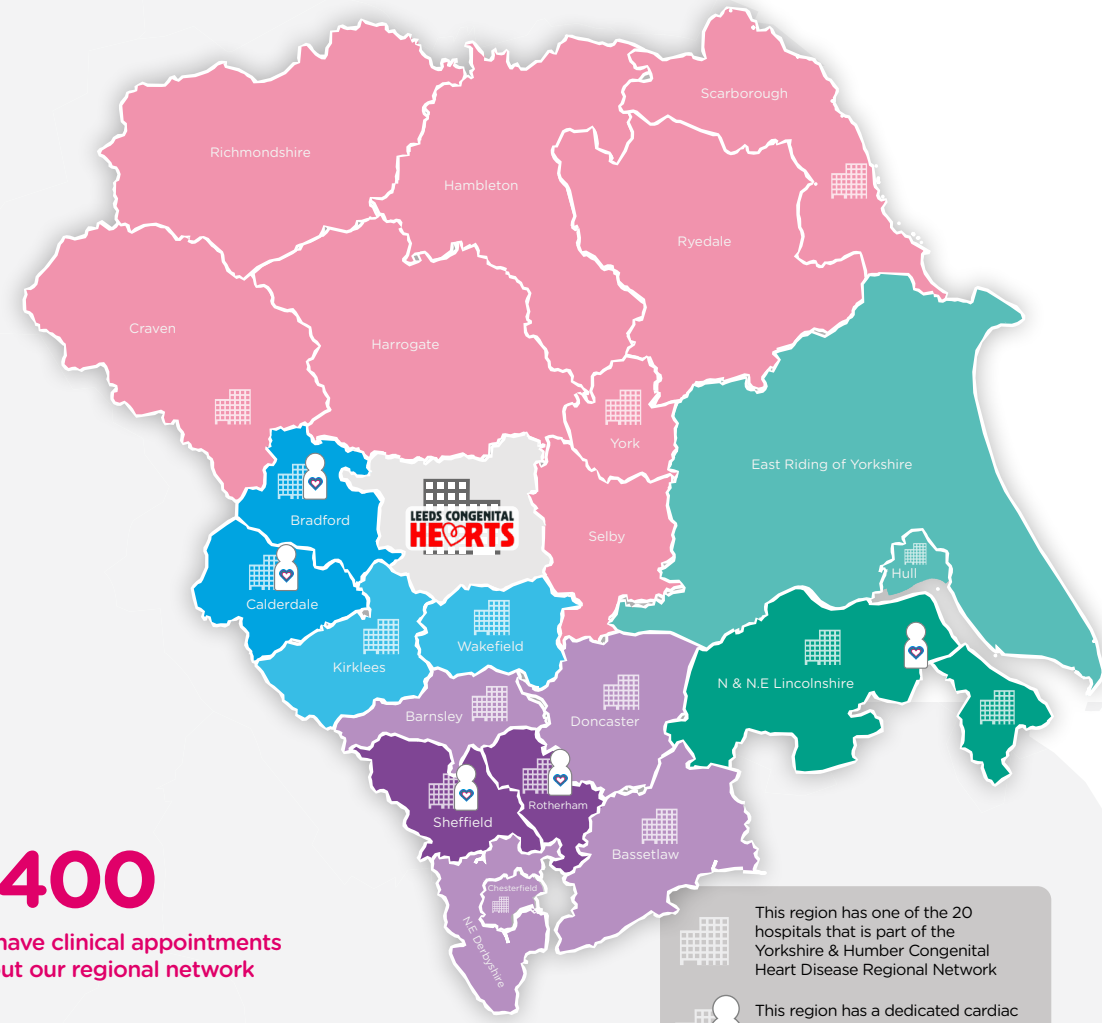 Scarborough
Richmondshire
Hambleton
Ryedale
Craven
Harrogate
York
East Riding of Yorkshire
Bradford
LEEDS CONGENITAL
HEARTS
Selby
Hull
Calderdale
Wakefield
Kirklees
N & N.E Lincolnshire
Barnsley
Doncaster
Rotherham
Sheffield
Bassetlaw
Chesterfield
N.E Derbyshire
400
have clinical appointments
out our regional network
This region has one of the 20
hospitals that is part of the
Yorkshire & Humber Congenital
Heart Disease Regional Network
This region has a dedicated cardiac